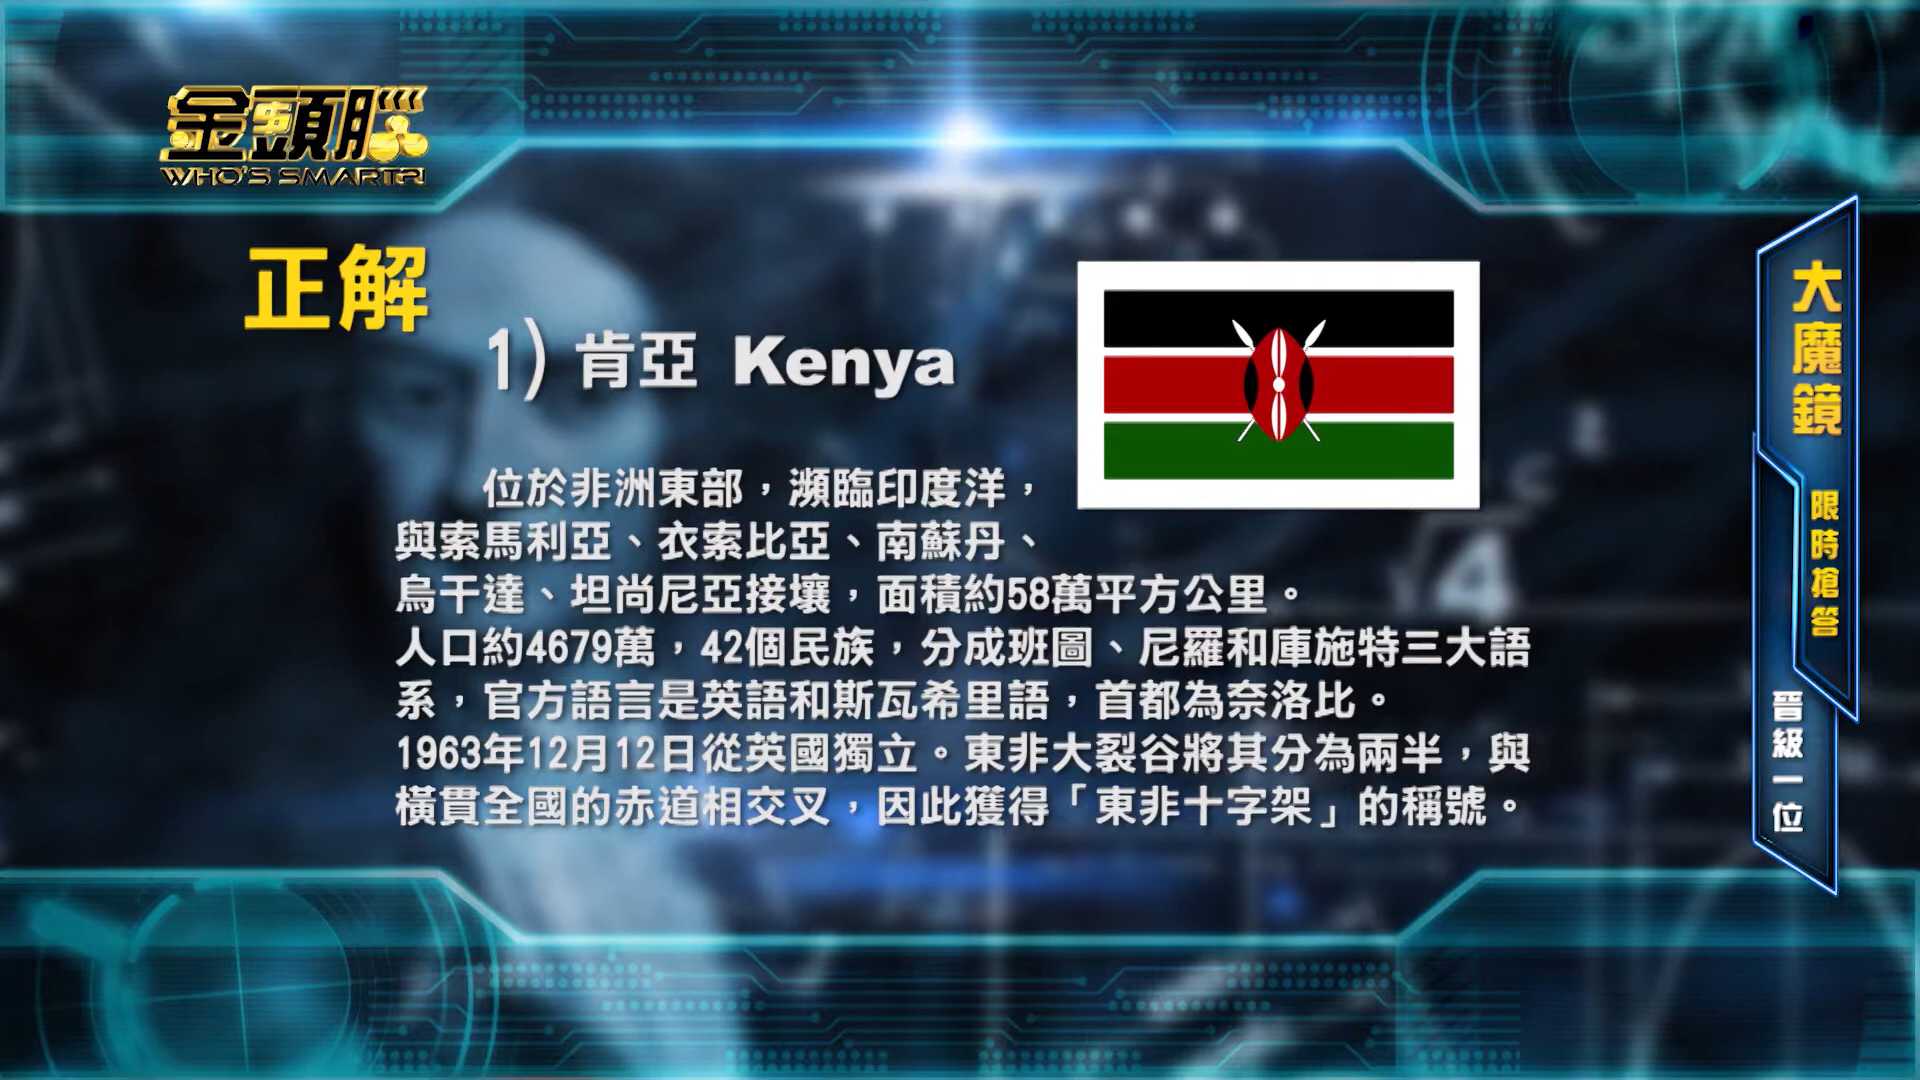 金頭腦
WHO'S SMART?!
正解
1) 肯亞 Kenya
位於非洲東部，瀕臨印度洋，
與索馬利亞、衣索比亞、南蘇丹、
烏干達、坦尚尼亞接壤，面積約58萬平方公里。
人口約4679萬，42個民族，分成班圖、尼羅和庫施特三大語
系，官方語言是英語和斯瓦希里語，首都為奈洛比。
1963年12月12日從英國獨立。東非大裂谷將其分為兩半，與
橫貫全國的赤道相交叉，因此獲得「東非十字架」的稱號。
大魔鏡
限時搶答
晉級一位
√4